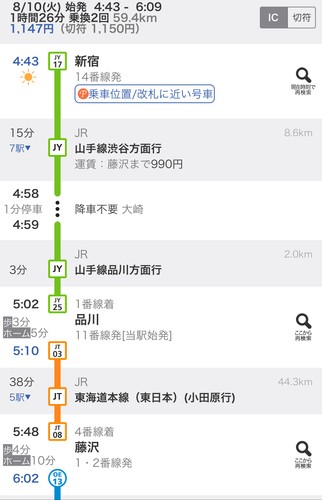 8/10(火) 始発 4:43 - 6:09
1時間26分 乗換2回 59.4km
1,147円 (切符 1,150円)
IC 切符
4:43 JY 17 新宿
14番線発
乗車位置/改札に近い号車
現在時刻で
再検索
15分 JR 8.6km
7駅▼ JY 山手線渋谷方面行
運賃：藤沢まで990円
4:58
1分停車 降車不要 大崎
4:59
JR 2.0km
3分 JY 山手線品川方面行
5:02 JY 25 1番線着
歩3分 品川
ホーム5分 11番線発[当駅始発]
ここから
再検索
5:10 JT 03
38分 JR 44.3km
5駅▼ JT 東海道本線（東日本）(小田原行)
5:48 JT 08 4番線着
歩4分 藤沢
ホーム10分 1・2番線発
ここから
再検索
6:02 OE 13